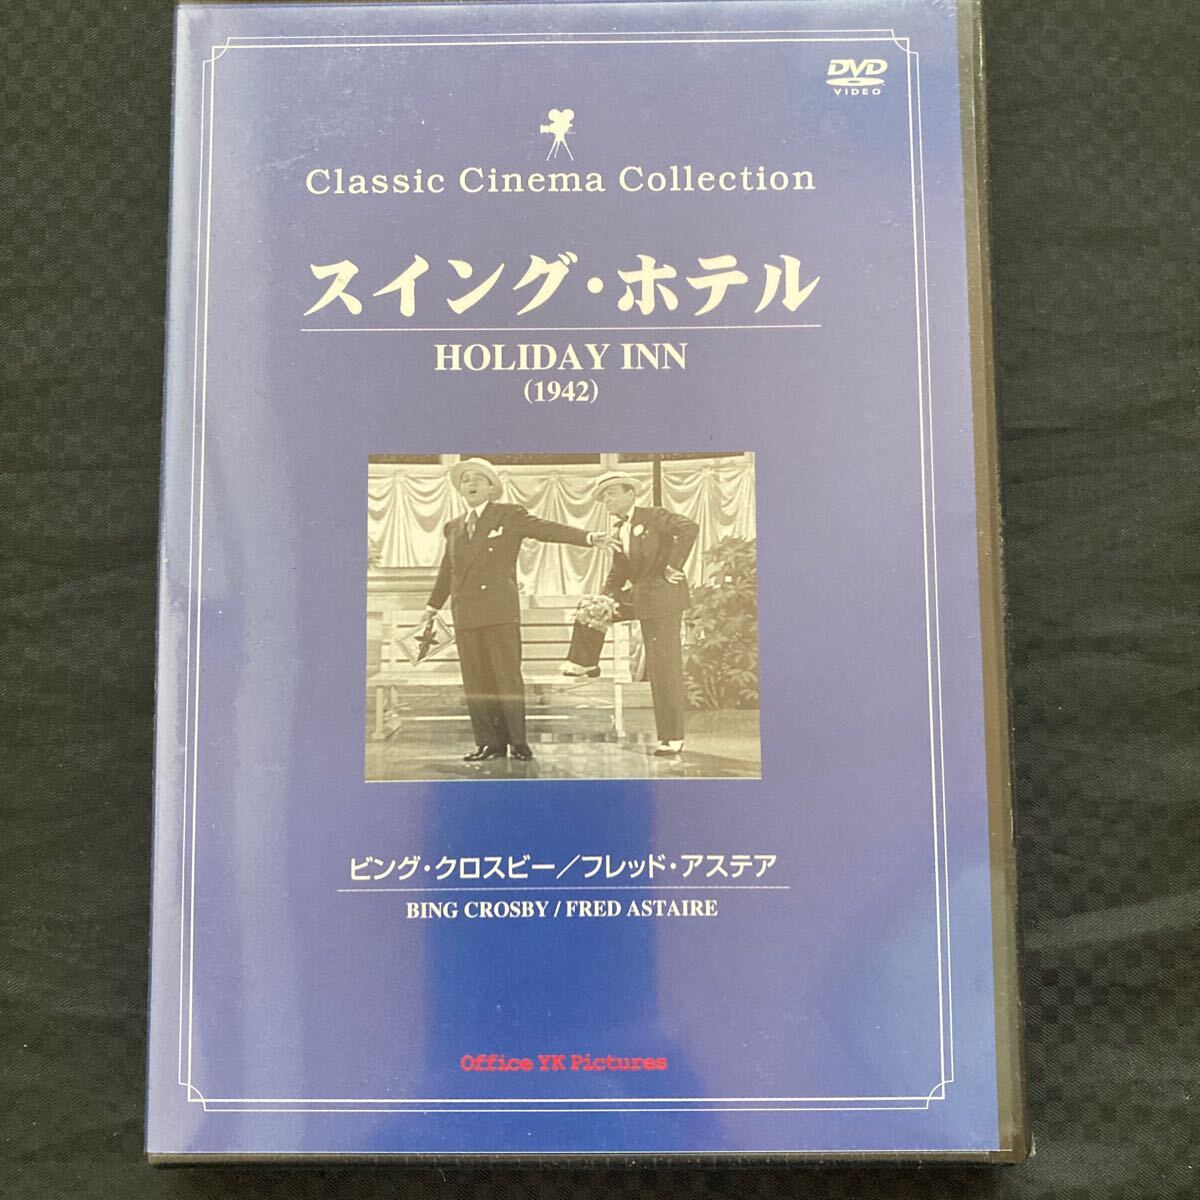 DVD
VIDEO
Classic Cinema Collection
スイング・ホテル
HOLIDAY INN
(1942)
ビング・クロスビー/フレッド・アステア
BING CROSBY / FRED ASTAIRE
Office YK Pictures